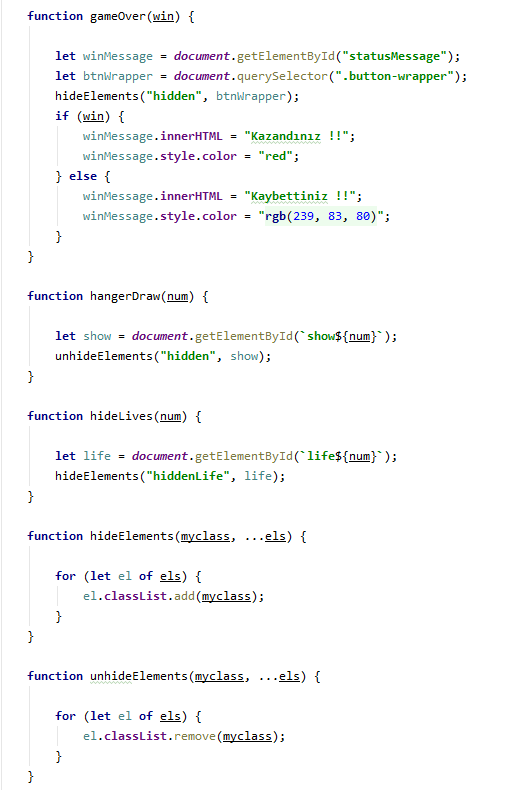 function gameOver(win) {
let winMessage = document.getElementById("statusMessage");
let btnWrapper = document.querySelector(".button-wrapper");
hideElements("hidden", btnWrapper);
if (win) {
winMessage.innerHTML = "Kazandınız !!";
winMessage.style.color = "red";
} else {
winMessage.innerHTML = "Kaybettiniz !!";
winMessage.style.color = "rgb(239, 83, 80)";
}
}
function hangerDraw(num) {
let show = document.getElementById(`show${num}`);
unhideElements("hidden", show);
}
function hideLives(num) {
let life = document.getElementById(`life${num}`);
hideElements("hiddenLife", life);
}
function hideElements(myclass, ...els) {
for (let el of els) {
el.classList.add(myclass);
}
}
function unhideElements(myclass, ...els) {
for (let el of els) {
el.classList.remove(myclass);
}
}